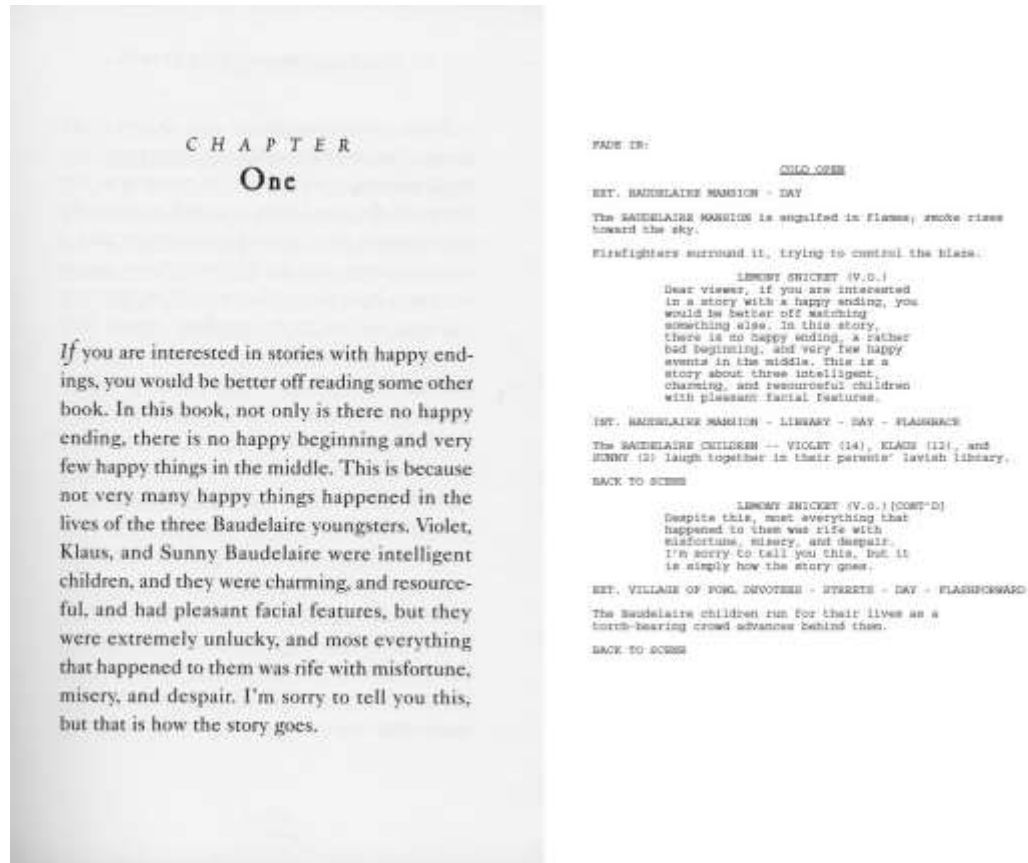 CHAPTER
One
If you are interested in stories with happy end-
ings, you would be better off reading some other
book. In this book, not only is there no happy
ending, there is no happy beginning and very
few happy things in the middle. This is because
not very many happy things happened in the
lives of the three Baudelaire youngsters. Violet,
Klaus, and Sunny Baudelaire were intelligent
children, and they were charming, and resource-
ful, and had pleasant facial features, but they
were extremely unlucky, and most everything
that happened to them was rife with misfortune,
misery, and despair. I'm sorry to tell you this,
but that is how the story goes.
FADE IN:
COLD OPEN
EXT. BAUDELAIRE MANSION - DAY
The BAUDELAIRE MANSION is engulfed in flames; smoke rises
toward the sky.
Firefighters surround it, trying to control the blaze.
LEMONY SNICKET (V.O.)
Dear viewer, if you are interested
in a story with a happy ending, you
would be better off watching
something else. In this story,
there is no happy ending, a rather
bad beginning, and very few happy
events in the middle. This is a
story about three intelligent,
charming, and resourceful children
with pleasant facial features.
INT. BAUDELAIRE MANSION - LIBRARY - DAY - FLASHBACK
The BAUDELAIRE CHILDREN -- VIOLET (14), KLAUS (12), and
SUNNY (2) laugh together in their parents' lavish library.
BACK TO SCENE
LEMONY SNICKET (V.O.)[CONT'D]
Despite this, most everything that
happened to them was rife with
misfortune, misery, and despair.
I'm sorry to tell you this, but it
is simply how the story goes.
EXT. VILLAGE OF FOWL DEVOTEES - STREETS - DAY - FLASHFORWARD
The Baudelaire children run for their lives as a
torch-bearing crowd advances behind them.
BACK TO SCENE